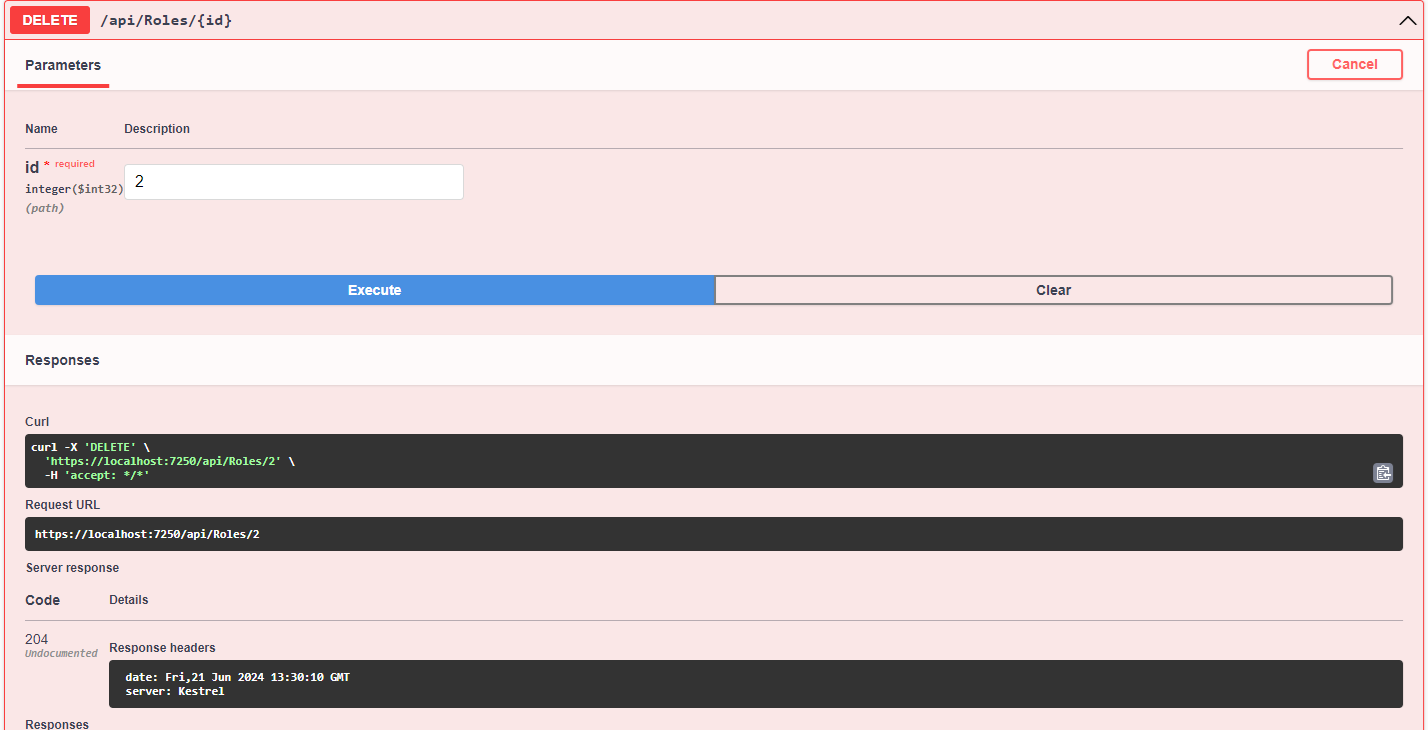 DELETE /api/Roles/{id}
Parameters
Cancel
Name Description
id * required
integer($int32)
(path)
2
Execute
Clear
Responses
Curl
curl -X 'DELETE' \
'https://localhost:7250/api/Roles/2' \
-H 'accept: */*'
Request URL
https://localhost:7250/api/Roles/2
Server response
Code Details
204
Undocumented
Response headers
date: Fri,21 Jun 2024 13:30:10 GMT
server: Kestrel
Responses